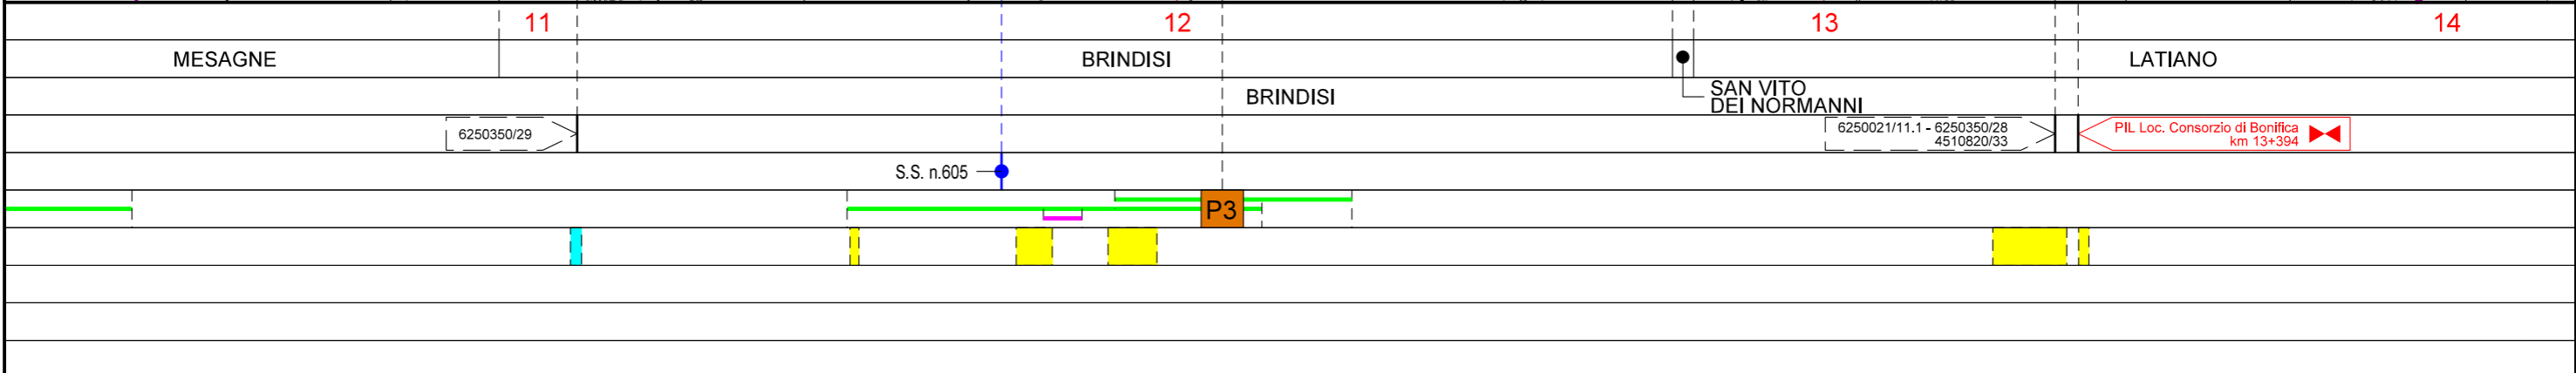 11 12 13 14
MESAGNE BRINDISI LATIANO
BRINDISI
SAN VITO
DEI NORMANNI
6250350/29
6250021/11.1 - 6250350/28
4510820/33
PIL Loc. Consorzio di Bonifica
km 13+394
S.S. n.605
P3